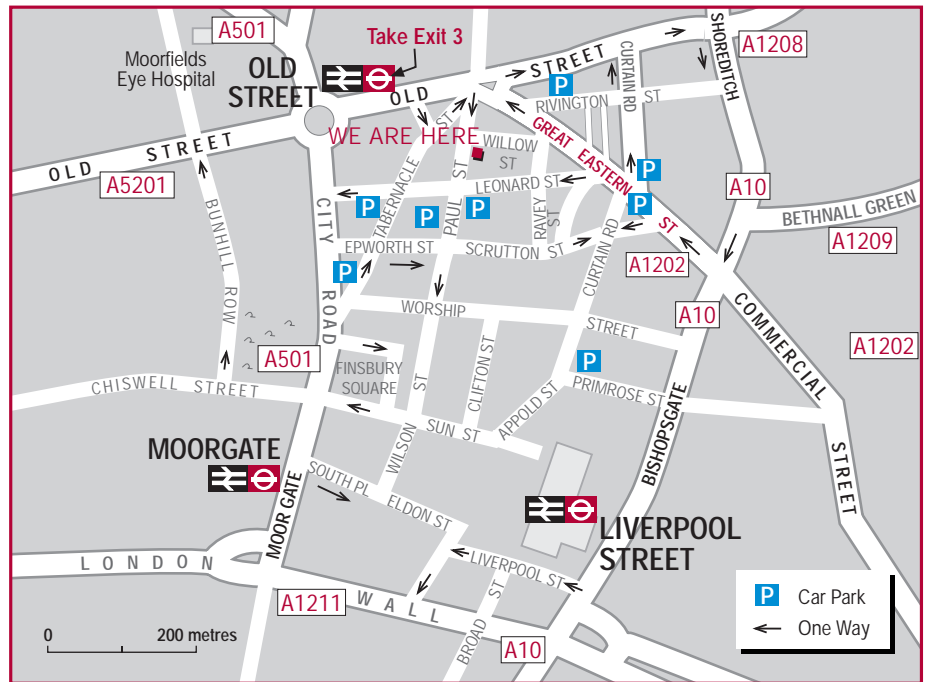 A501
Take Exit 3
SHOREDITCH
A1208
Moorfields
Eye Hospital
OLD
STREET
OLD STREET
CURTAIN RD
P
RIVINGTON ST
WE ARE HERE
WILLOW
ST
GREAT EASTERN ST
OLD STREET
A5201
TABERNACLE ST
PAUL ST
LEONARD ST
P
A10
P
P
P
P
RAVEY ST
BETHNALL GREEN
A1209
BUNHILL ROW
CITY ROAD
EPWORTH ST
SCRUTTON ST
CURTAIN RD
A1202
P
WORSHIP STREET
A10
COMMERCIAL STREET
A1202
A501
FINSBURY
SQUARE
CLIFTON ST
P
PRIMROSE ST
CHISWELL STREET
WILSON ST
SUN ST
APPOLD ST
BISHOPSGATE
MOORGATE
SOUTH PL
ELDON ST
MOOR GATE
LIVERPOOL
STREET
LONDON WALL
LIVERPOOL ST
A1211
BROAD ST
A10
P Car Park
One Way
0 200 metres